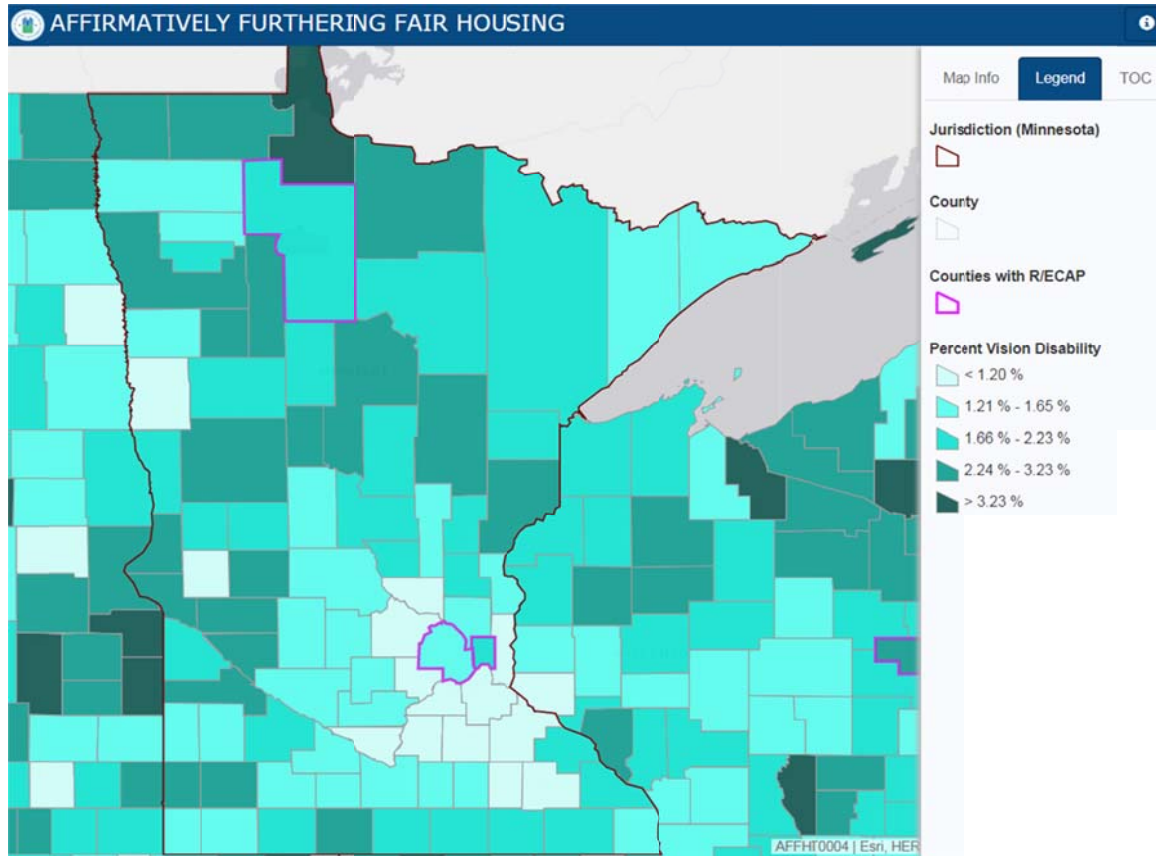 AFFIRMATIVELY FURTHERING FAIR HOUSING
Map Info
Legend
TOC
Jurisdiction (Minnesota)
County
Counties with R/ECAP
Percent Vision Disability
< 1.20 %
1.21 % - 1.65 %
1.66 % - 2.23 %
2.24 % - 3.23 %
> 3.23 %
AFFHT0004 | Esri, HER